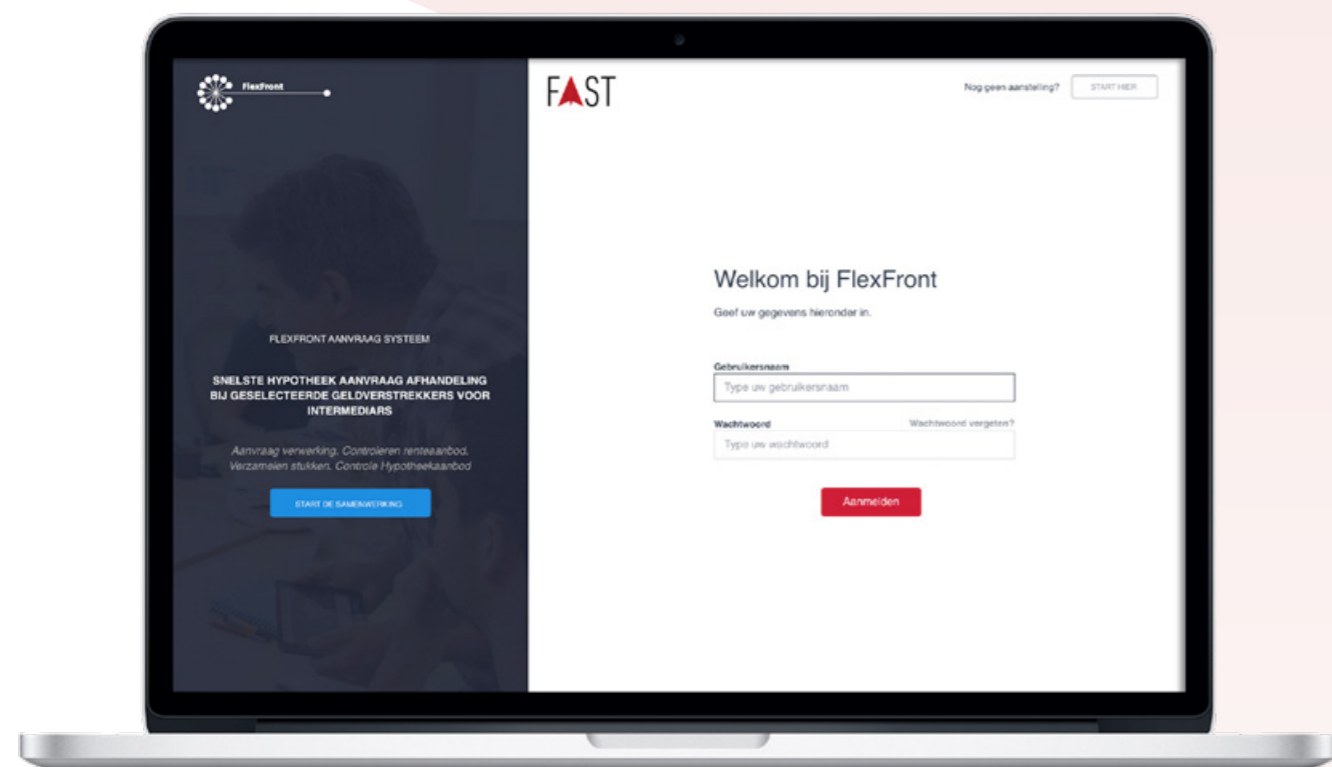 FlexFront
FLEXFRONT AANVRAAG SYSTEEM
SNELSTE HYPOTHEEK AANVRAAG AFHANDELING
BIJ GESELECTEERDE GELDVERSTREKKERS VOOR
INTERMEDIARS
Aanvraag verwerking. Controleren renteaanbod.
Verzamelen stukken. Controle Hypotheekaanbod
START DE SAMENWERKING
FAST
Nog geen aanstelling?
START HIER
Welkom bij FlexFront
Geef uw gegevens hieronder in.
Gebruikersnaam
Type uw gebruikersnaam
Wachtwoord
Wachtwoord vergeten?
Type uw wachtwoord
Aanmelden